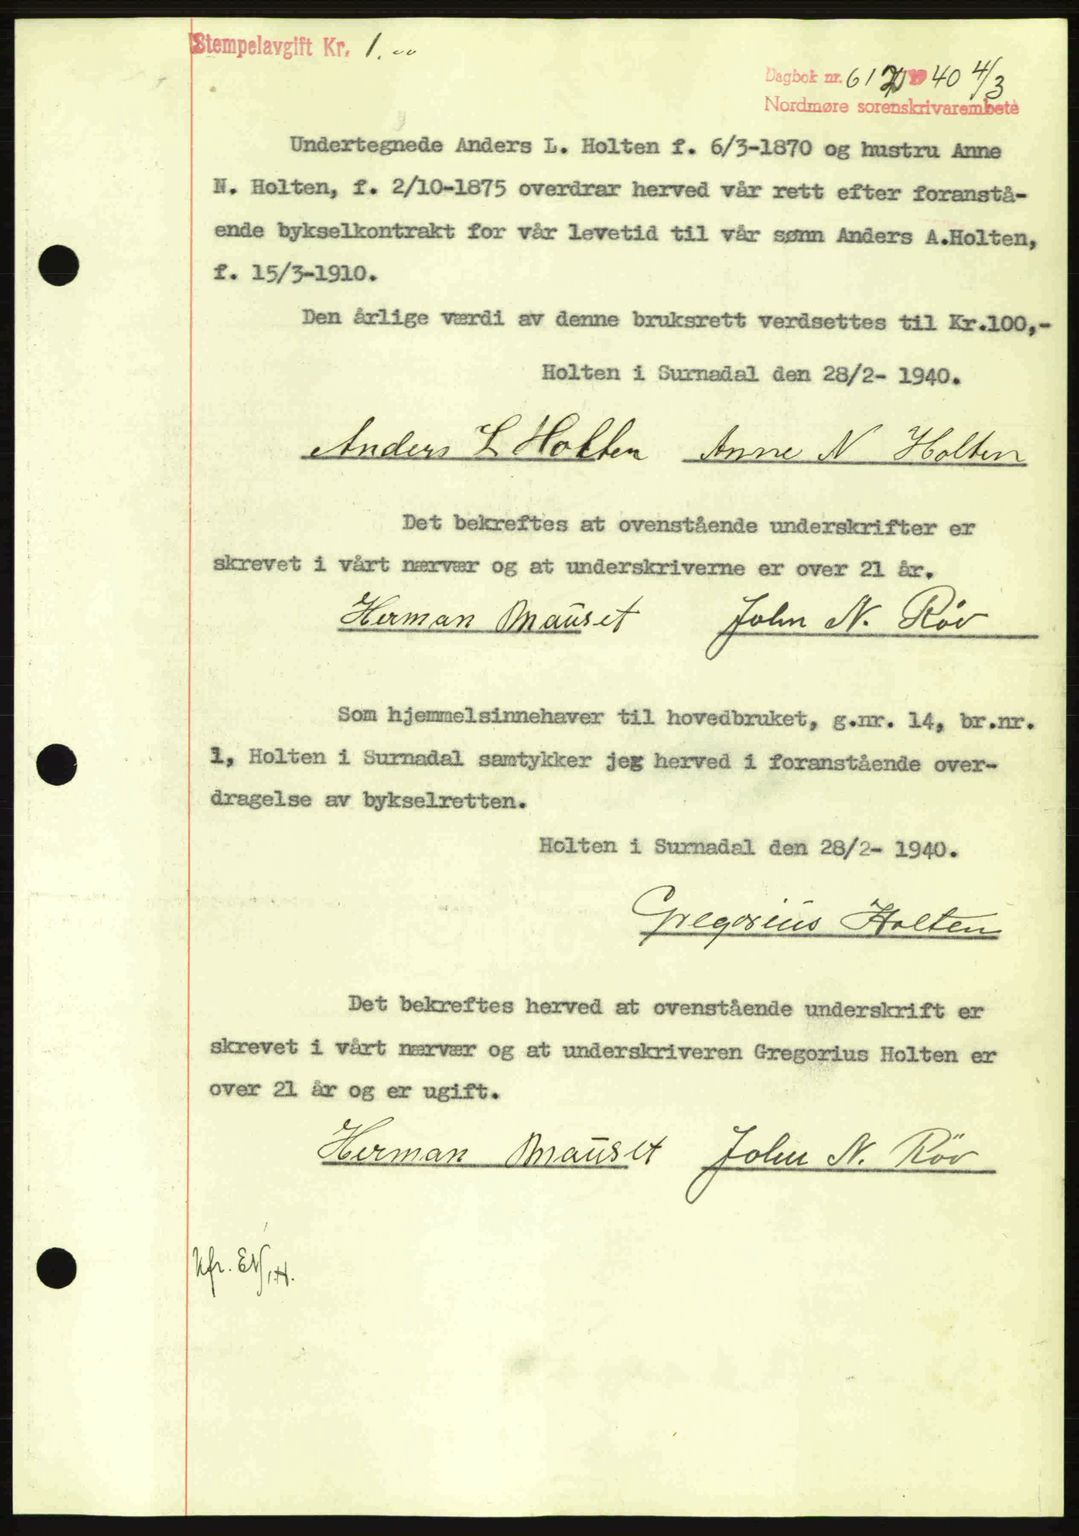 Stempelavgift Kr. 1.00
Dagbok nr. 612 1940 4/3
Nordmøre sorenskrivarembete
Undertegnede Anders L. Holten f. 6/3-1870 og hustru Anne
N. Holten, f. 2/10-1875 overdrar herved vår rett efter foranstå-
ende bykselkontrakt for vår levetid til vår sønn Anders A.Holten,
f. 15/3-1910.
Den årlige værdi av denne bruksrett verdsettes til Kr.100,-
Holten i Surnadal den 28/2- 1940.
Anders L Holten Anne N Holten
Det bekreftes at ovenstående underskrifter er
skrevet i vårt nærvær og at underskriverne er over 21 år.
Herman Mauset John N. Röv
Som hjemmelsinnehaver til hovedbruket, g.nr. 14, br.nr.
1, Holten i Surnadal samtykker jeg herved i foranstående over-
dragelse av bykselretten.
Holten i Surnadal den 28/2- 1940.
Gregorius Holten
Det bekreftes herved at ovenstående underskrift er
skrevet i vårt nærvær og at underskriveren Gregorius Holten er
over 21 år og er ugift.
Herman Mauset John N. Röv
Kfr. EN/.H.